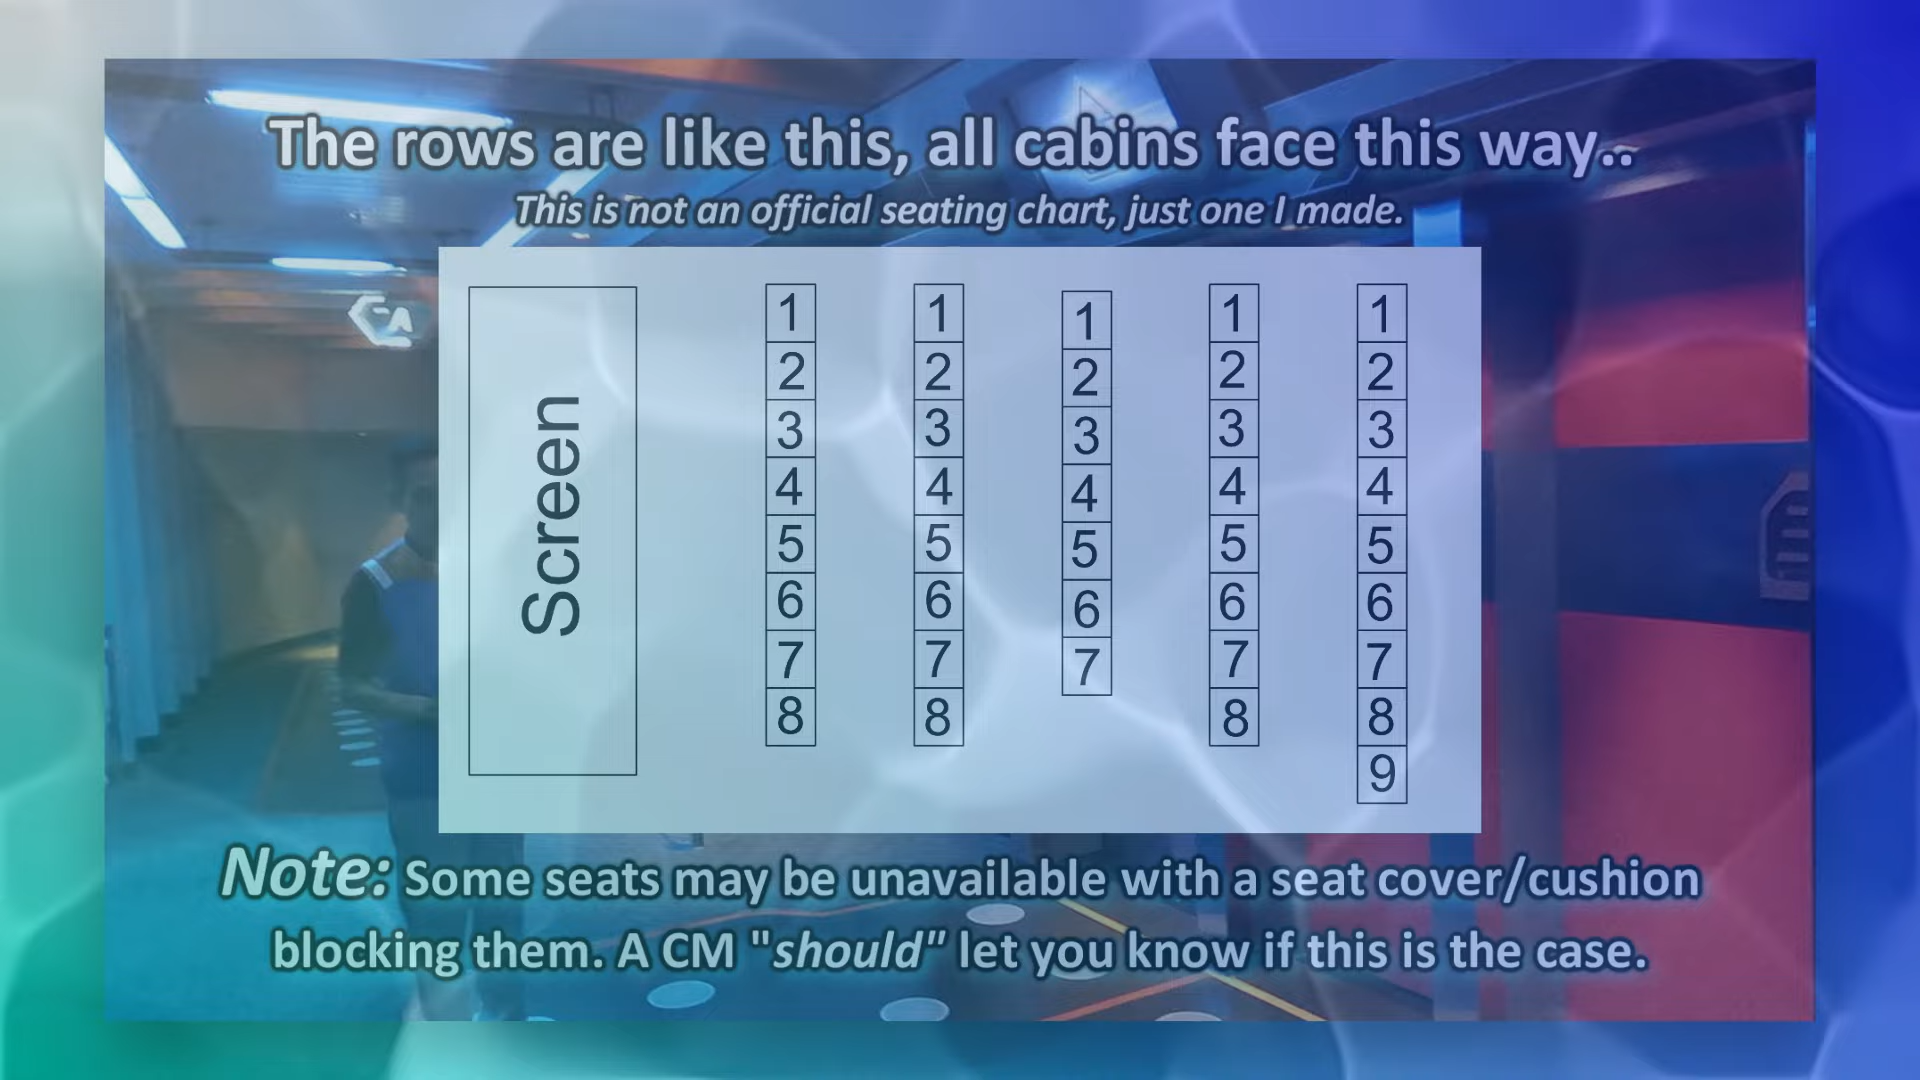 The rows are like this, all cabins face this way..
This is not an official seating chart, just one I made.
Screen
1 1 1 1 1
2 2 2 2 2
3 3 3 3 3
4 4 4 4 4
5 5 5 5 5
6 6 6 6 6
7 7 7 7 7
8 8 8 8
9
Note: Some seats may be unavailable with a seat cover/cushion
blocking them. A CM "should" let you know if this is the case.